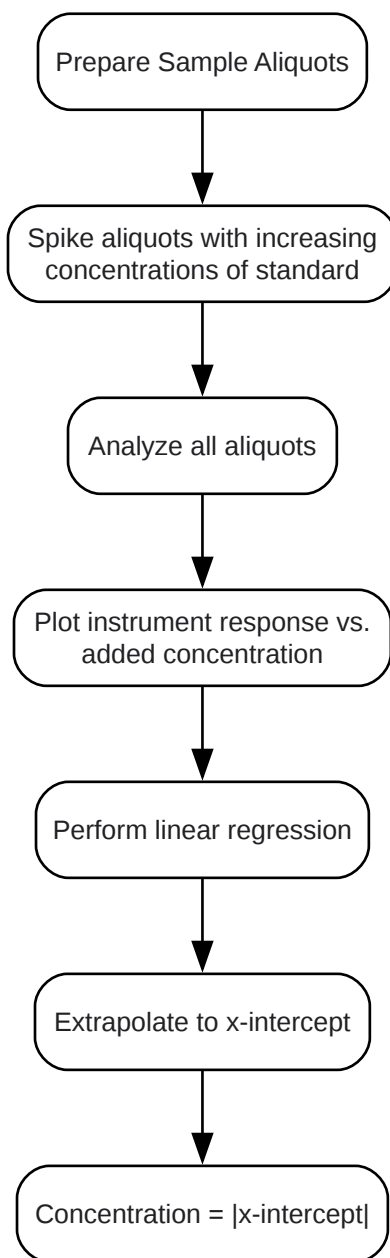 Prepare Sample Aliquots
Spike aliquots with increasing
concentrations of standard
Analyze all aliquots
Plot instrument response vs.
added concentration
Perform linear regression
Extrapolate to x-intercept
Concentration = |x-intercept|